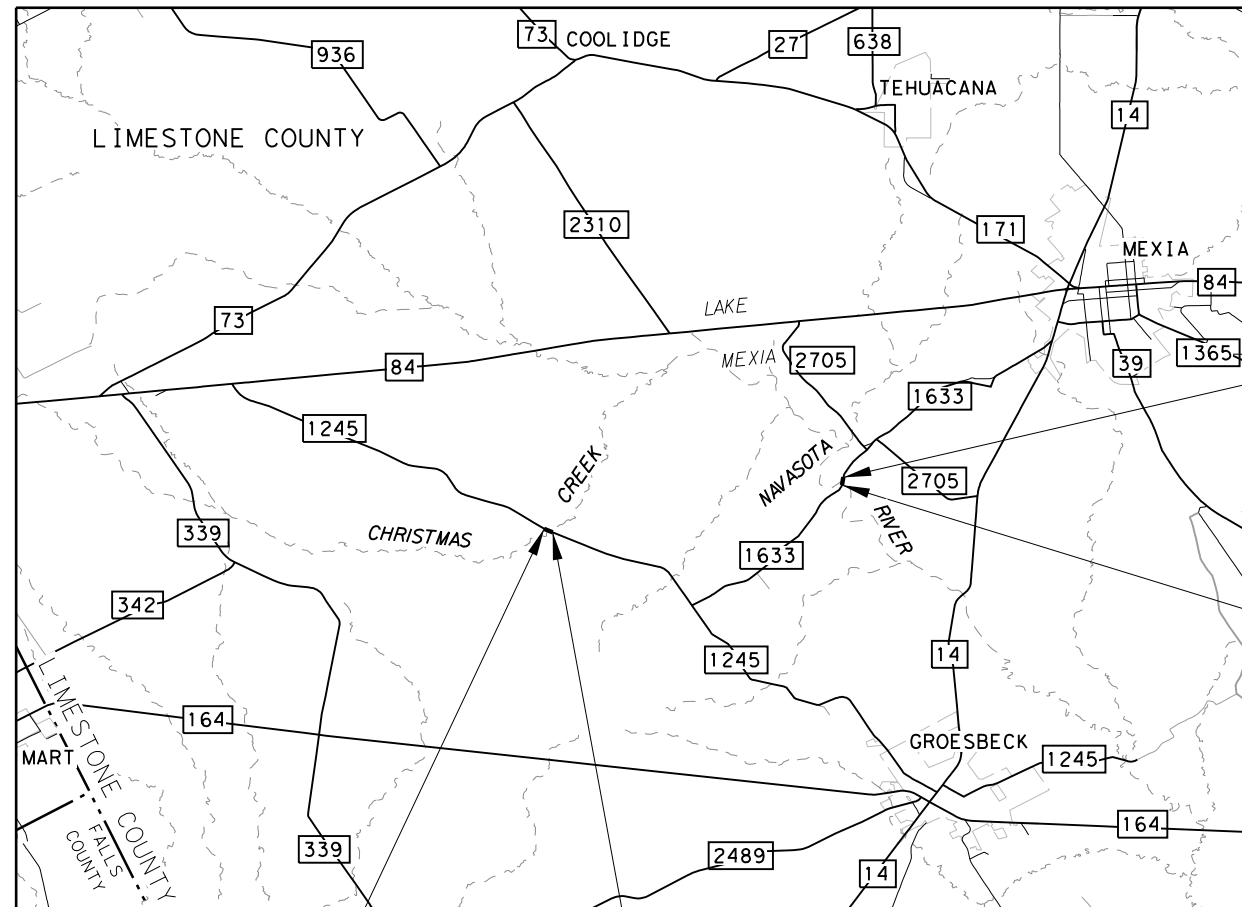 73
COOLIDGE
27
638
936
TEHUACANA
14
LIMESTONE COUNTY
2310
171
MEXIA
84
LAKE
73
MEXIA
2705
1365
39
84
1633
1245
CREEK
NAVASOTA
2705
339
CHRISTMAS
RIVER
1633
342
14
1245
LIMESTONE COUNTY
164
GROESBECK
MART
1245
164
FALLS
COUNTY
339
2489
14